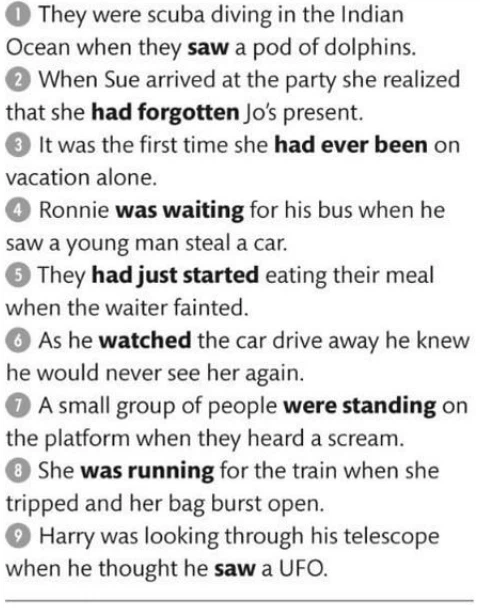 1 They were scuba diving in the Indian
Ocean when they saw a pod of dolphins.
2 When Sue arrived at the party she realized
that she had forgotten Jo's present.
3 It was the first time she had ever been on
vacation alone.
4 Ronnie was waiting for his bus when he
saw a young man steal a car.
5 They had just started eating their meal
when the waiter fainted.
6 As he watched the car drive away he knew
he would never see her again.
7 A small group of people were standing on
the platform when they heard a scream.
8 She was running for the train when she
tripped and her bag burst open.
9 Harry was looking through his telescope
when he thought he saw a UFO.